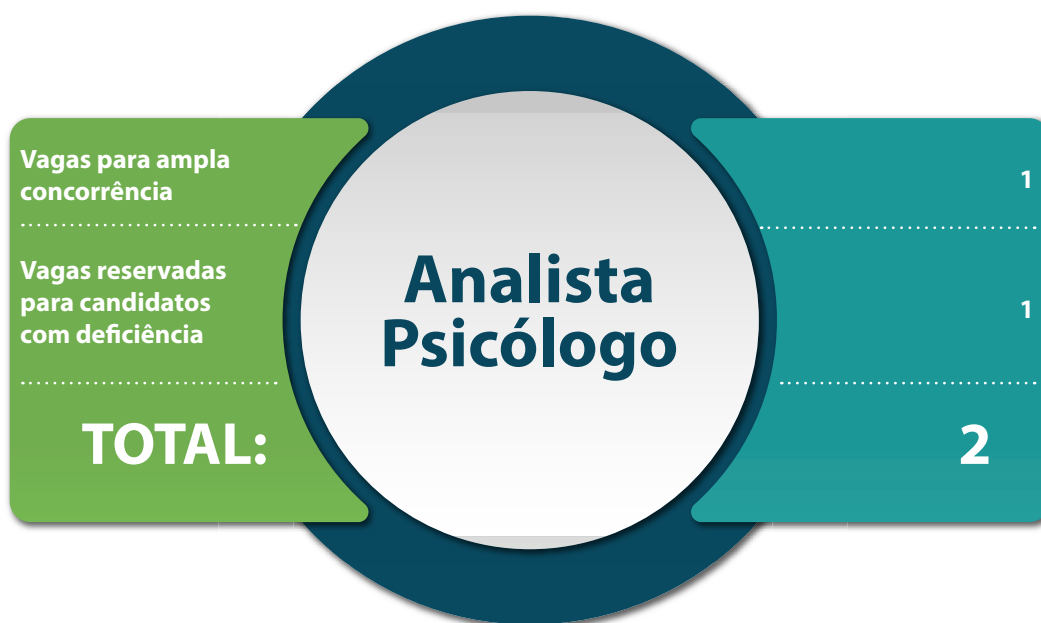 Vagas para ampla
concorrência
1
Vagas reservadas
para candidatos
com deficiência
1
Analista
Psicólogo
TOTAL:
2